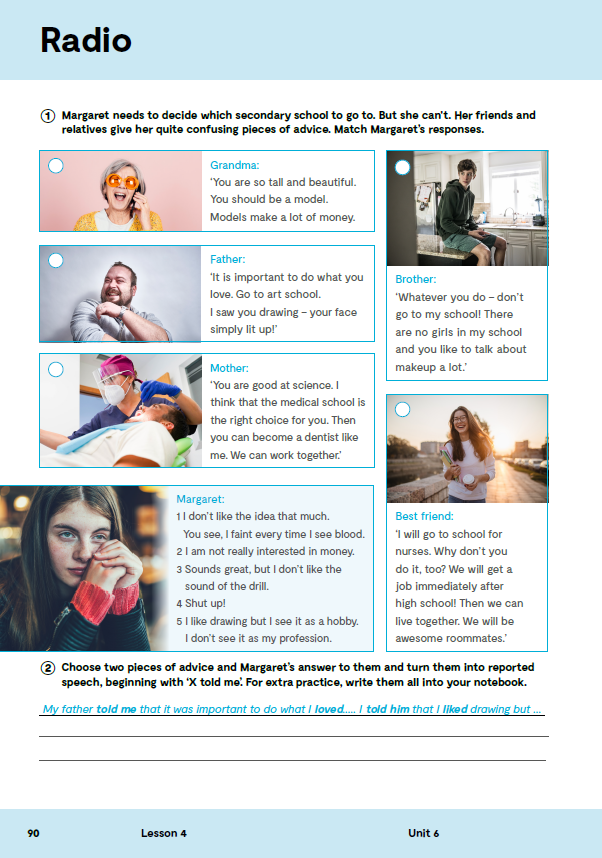 Radio
1 Margaret needs to decide which secondary school to go to. But she can't. Her friends and
relatives give her quite confusing pieces of advice. Match Margaret's responses.
Grandma:
'You are so tall and beautiful.
You should be a model.
Models make a lot of money.
Father:
'It is important to do what you
love. Go to art school.
I saw you drawing – your face
simply lit up!'
Mother:
'You are good at science. I
think that the medical school is
the right choice for you. Then
you can become a dentist like
me. We can work together.'
Brother:
'Whatever you do – don't
go to my school! There
are no girls in my school
and you like to talk about
makeup a lot.'
Best friend:
'I will go to school for
nurses. Why don't you
do it, too? We will get a
job immediately after
high school! Then we can
live together. We will be
awesome roommates.'
Margaret:
1 I don't like the idea that much.
You see, I faint every time I see blood.
2 I am not really interested in money.
3 Sounds great, but I don't like the
sound of the drill.
4 Shut up!
5 I like drawing but I see it as a hobby.
I don't see it as my profession.
2 Choose two pieces of advice and Margaret's answer to them and turn them into reported
speech, beginning with 'X told me'. For extra practice, write them all into your notebook.
My father told me that it was important to do what I loved..... I told him that I liked drawing but ...
90 Lesson 4 Unit 6